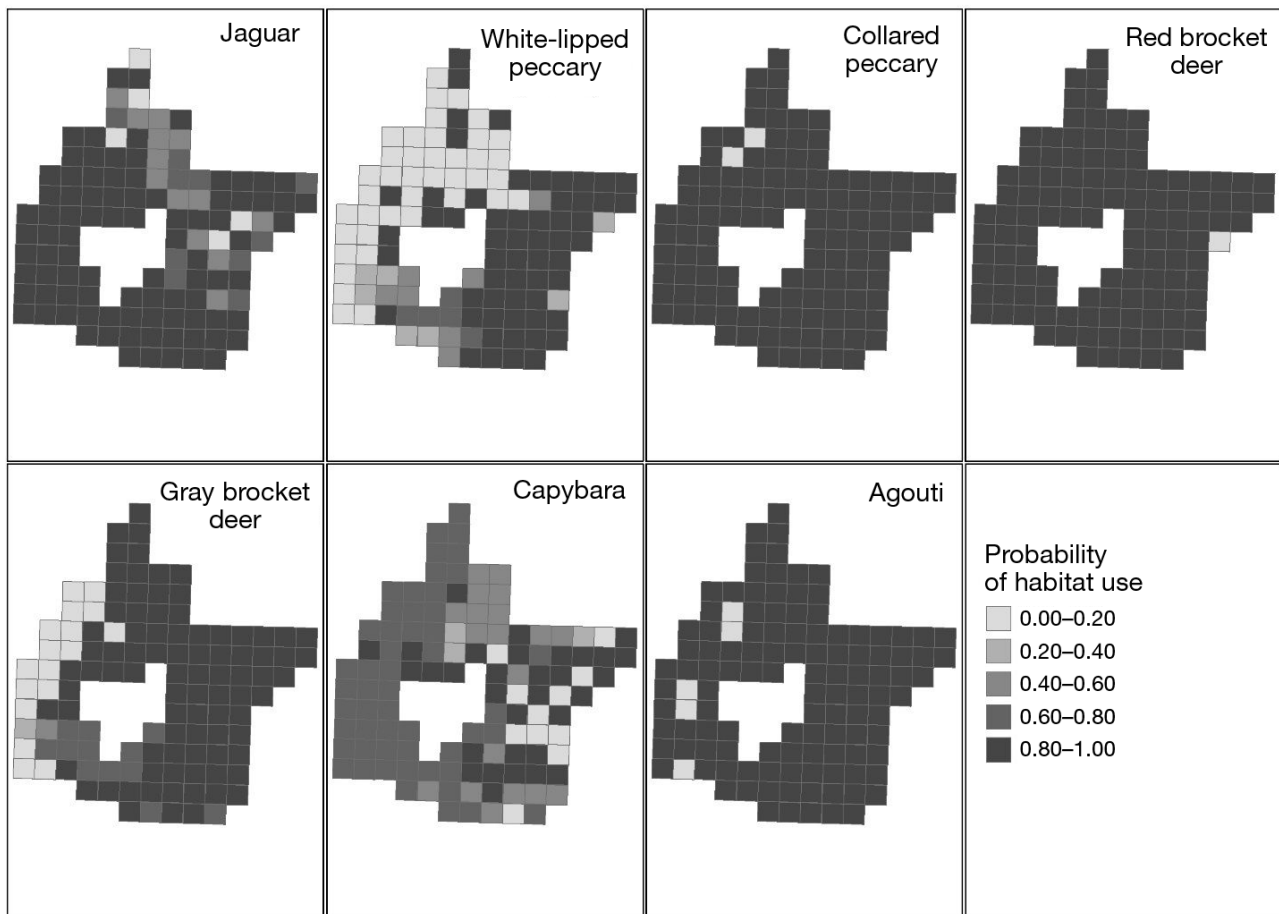 Jaguar
White-lipped
peccary
Collared
peccary
Red brocket
deer
Gray brocket
deer
Capybara
Agouti
Probability
of habitat use
0.00–0.20
0.20–0.40
0.40–0.60
0.60–0.80
0.80–1.00